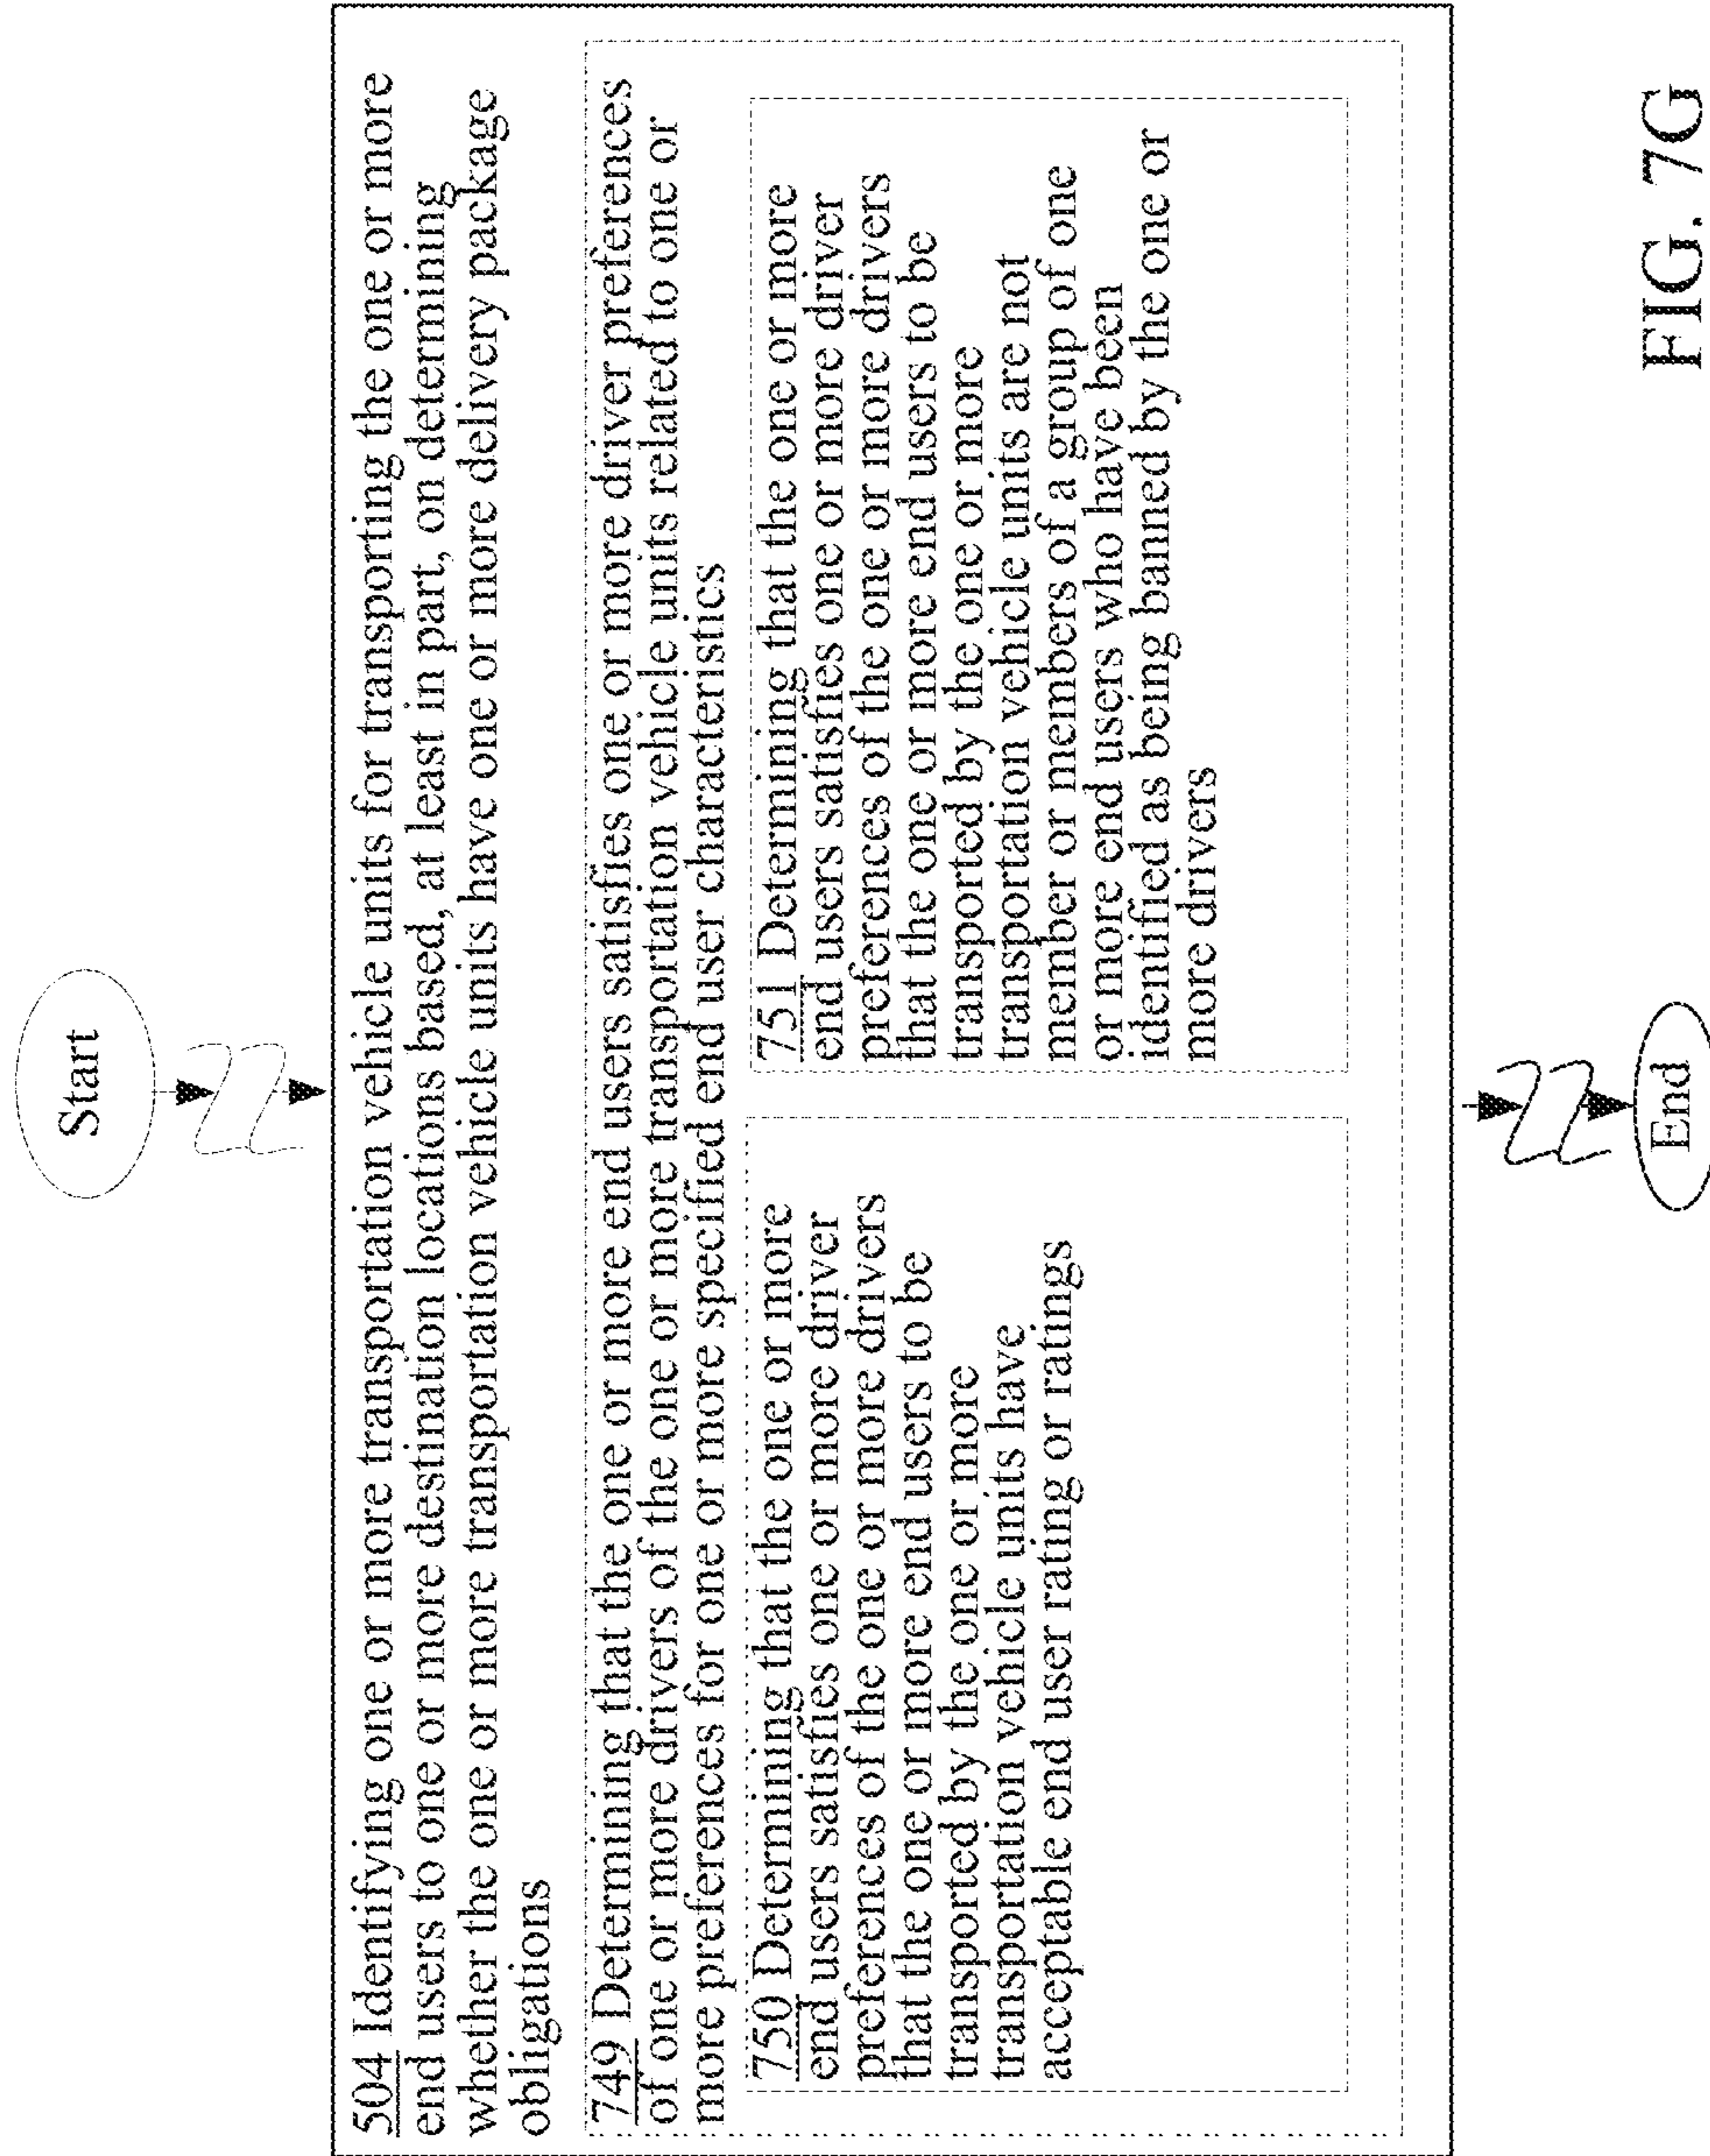 Start
504 Identifying one or more transportation vehicle units for transporting the one or more
end users to one or more destination locations based, at least in part, on determining
whether the one or more transportation vehicle units have one or more delivery package
obligations
749 Determining that the one or more end users satisfies one or more driver preferences
of one or more drivers of the one or more transportation vehicle units related to one or
more preferences for one or more specified end user characteristics
750 Determining that the one or more
end users satisfies one or more driver
preferences of the one or more drivers
that the one or more end users to be
transported by the one or more
transportation vehicle units have
acceptable end user rating or ratings
751 Determining that the one or more
end users satisfies one or more driver
preferences of the one or more drivers
that the one or more end users to be
transported by the one or more
transportation vehicle units are not
member or members of a group of one
or more end users who have been
identified as being banned by the one or
more drivers
End
FIG. 7G